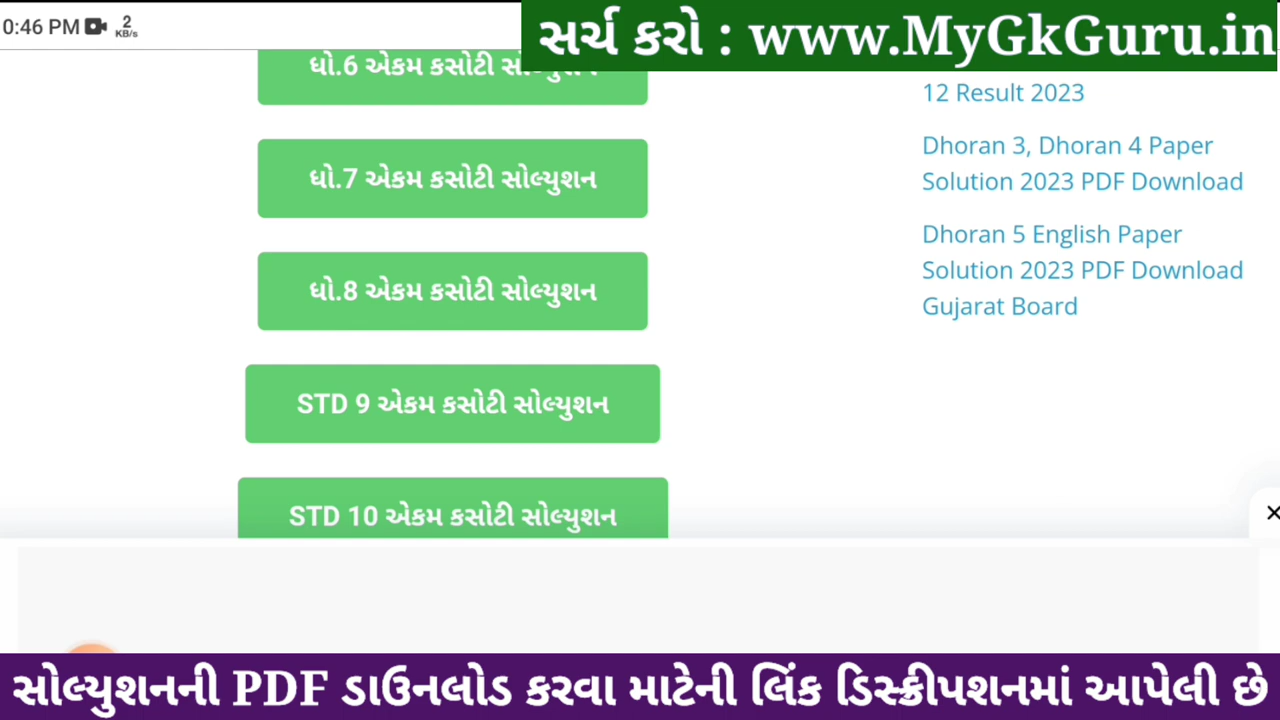 0:46 PM 2 KB/s
સર્ચ કરો : www.MyGkGuru.in
ધો.6 એકમ કસોટી સોલ્યુશન
ધો.7 એકમ કસોટી સોલ્યુશન
ધો.8 એકમ કસોટી સોલ્યુશન
STD 9 એકમ કસોટી સોલ્યુશન
STD 10 એકમ કસોટી સોલ્યુશન
12 Result 2023
Dhoran 3, Dhoran 4 Paper
Solution 2023 PDF Download
Dhoran 5 English Paper
Solution 2023 PDF Download
Gujarat Board
સોલ્યુશનની PDF ડાઉનલોડ કરવા માટેની લિંક ડિસ્ક્રીપશનમાં આપેલી છે